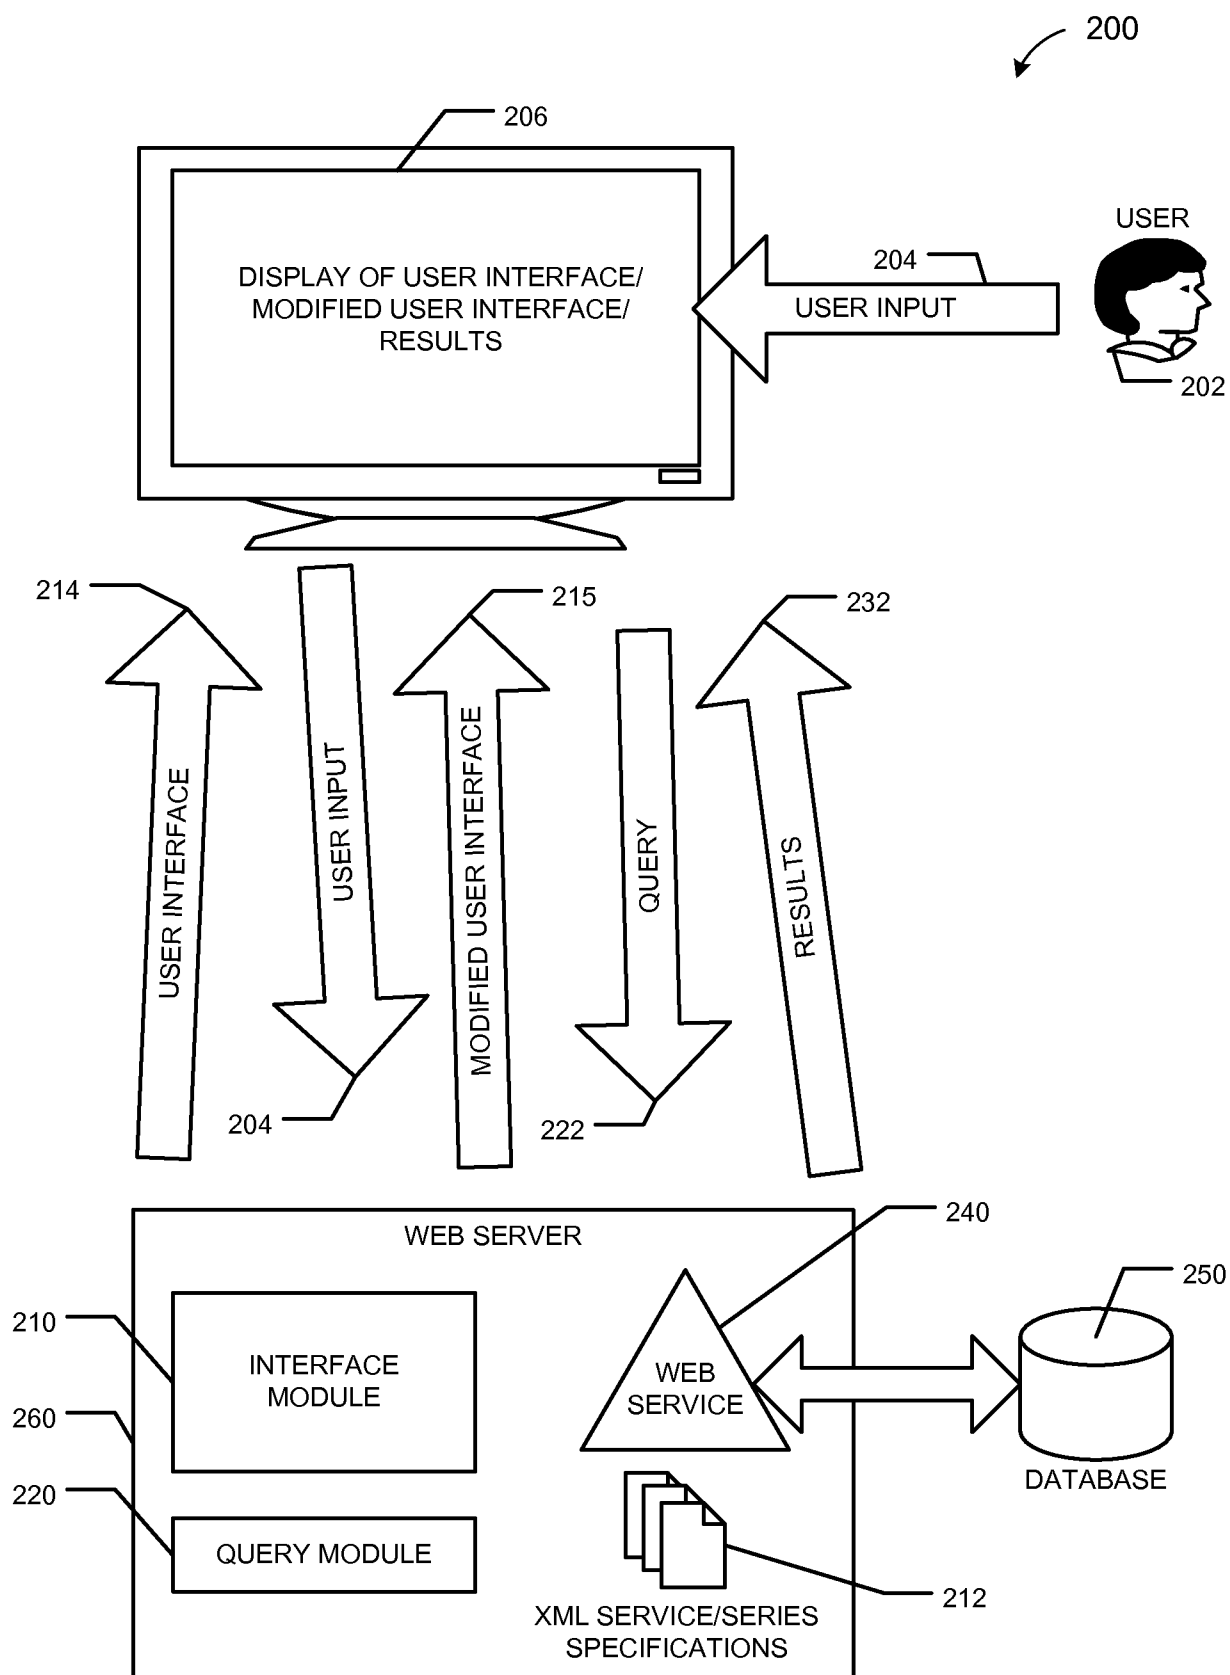 200
206
USER
DISPLAY OF USER INTERFACE/
MODIFIED USER INTERFACE/
RESULTS
204
USER INPUT
202
214
215
232
USER INTERFACE
USER INPUT
MODIFIED USER INTERFACE
QUERY
RESULTS
204
222
WEB SERVER
240
250
210
INTERFACE
MODULE
WEB
SERVICE
260
DATABASE
220
QUERY MODULE
212
XML SERVICE/SERIES
SPECIFICATIONS